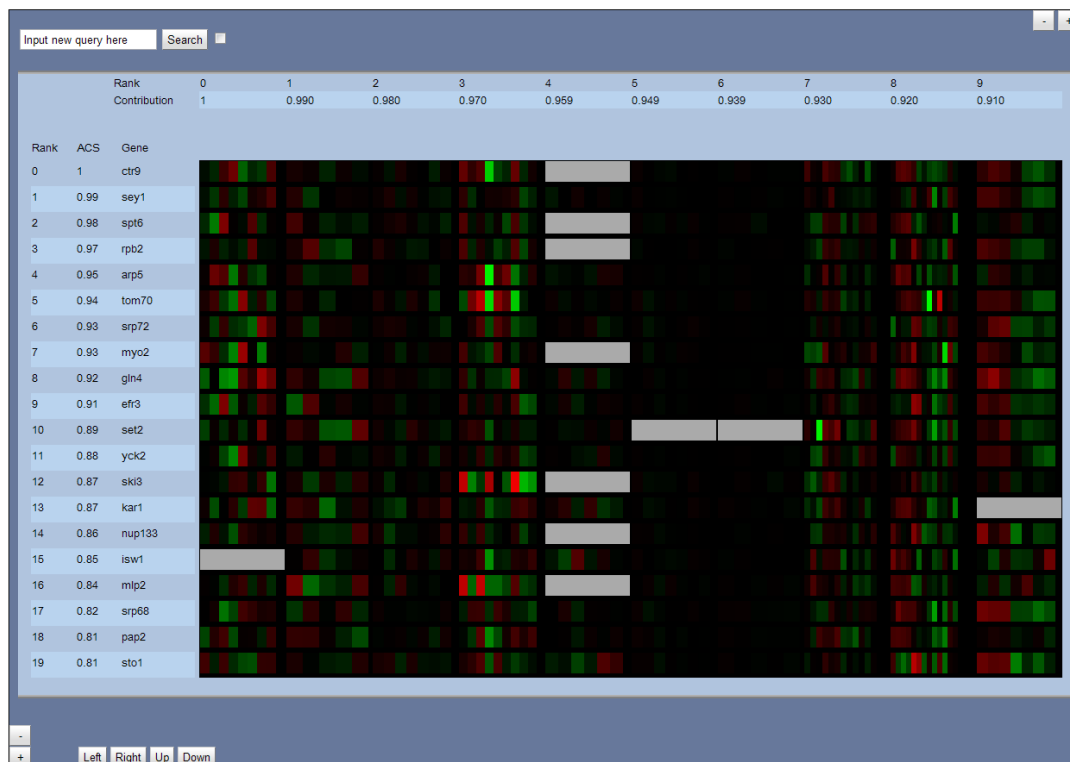 - +
Input new query here Search
Rank 0 1 2 3 4 5 6 7 8 9
Contribution 1 0.990 0.980 0.970 0.959 0.949 0.939 0.930 0.920 0.910
Rank ACS Gene
0 1 ctr9
1 0.99 sey1
2 0.98 spt6
3 0.97 rpb2
4 0.95 arp5
5 0.94 tom70
6 0.93 srp72
7 0.93 myo2
8 0.92 gln4
9 0.91 efr3
10 0.89 set2
11 0.88 yck2
12 0.87 ski3
13 0.87 kar1
14 0.86 nup133
15 0.85 isw1
16 0.84 mlp2
17 0.82 srp68
18 0.81 pap2
19 0.81 sto1
-
+ Left Right Up Down